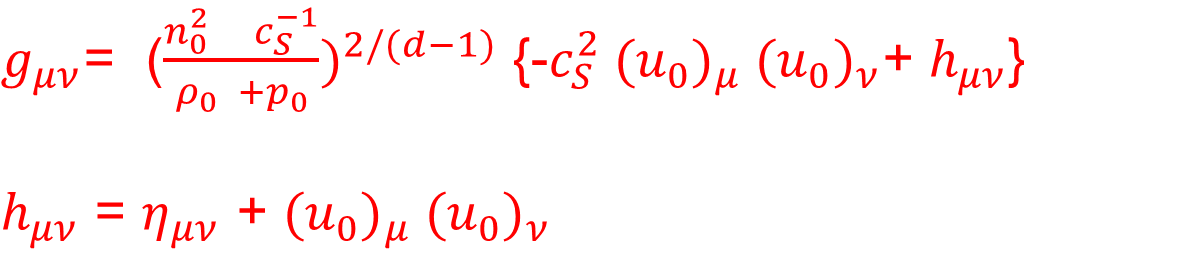 g_{μν} = (\frac{n_0^2 c_S^{-1}}{ρ_0 + p_0})^{2/(d−1)} {-c_S^2 (u_0)_μ (u_0)_ν + h_{μν}}
h_{μν} = η_{μν} + (u_0)_μ (u_0)_ν